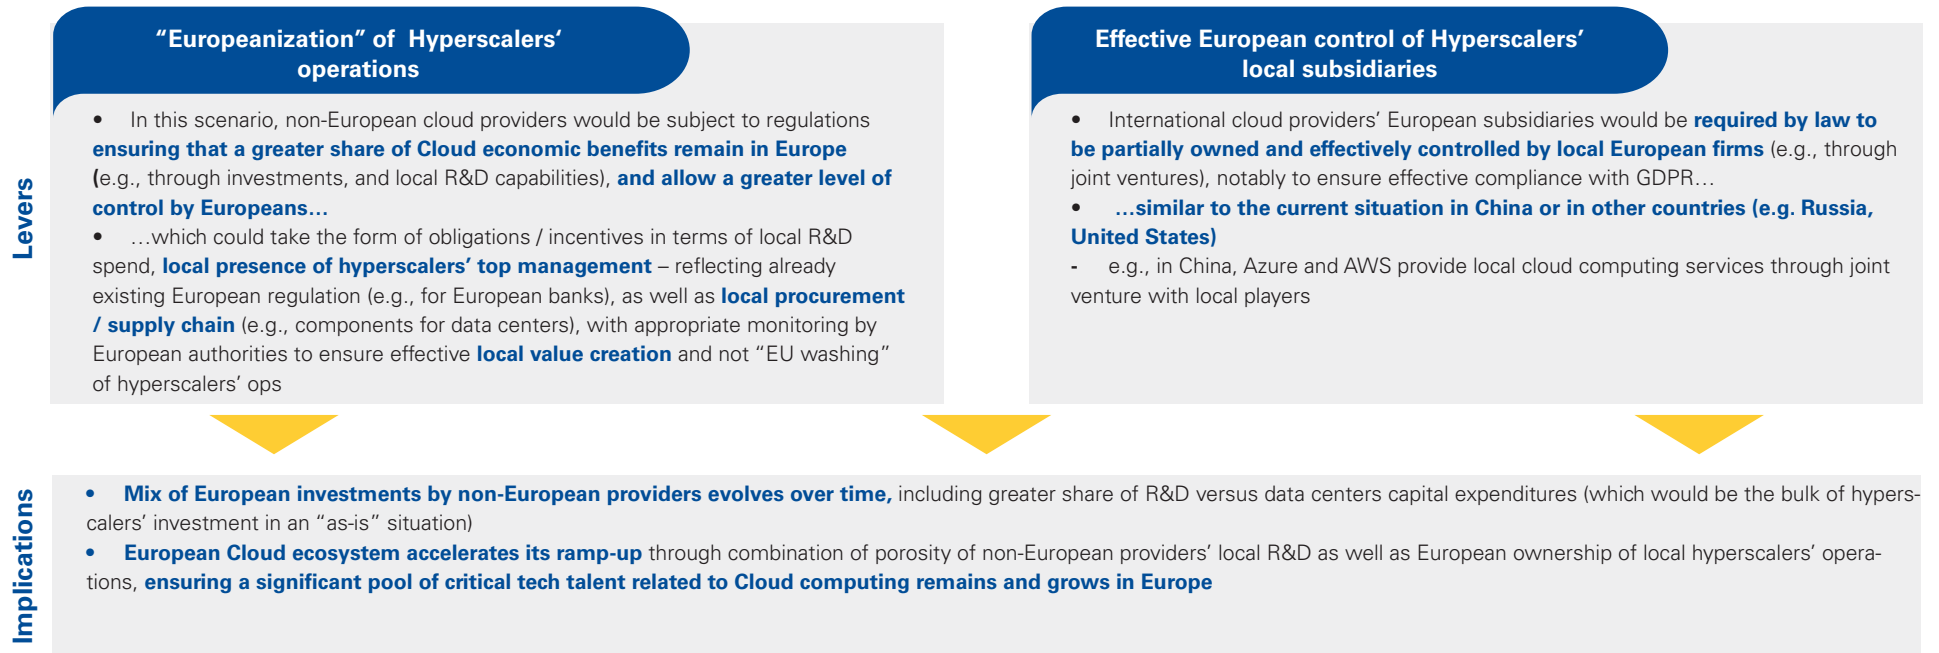 “Europeanization” of Hyperscalers‘
operations
Effective European control of Hyperscalers’
local subsidiaries
Levers
• In this scenario, non-European cloud providers would be subject to regulations
ensuring that a greater share of Cloud economic benefits remain in Europe
(e.g., through investments, and local R&D capabilities), and allow a greater level of
control by Europeans…
• …which could take the form of obligations / incentives in terms of local R&D
spend, local presence of hyperscalers’ top management – reflecting already
existing European regulation (e.g., for European banks), as well as local procurement
/ supply chain (e.g., components for data centers), with appropriate monitoring by
European authorities to ensure effective local value creation and not “EU washing”
of hyperscalers’ ops
• International cloud providers’ European subsidiaries would be required by law to
be partially owned and effectively controlled by local European firms (e.g., through
joint ventures), notably to ensure effective compliance with GDPR…
• …similar to the current situation in China or in other countries (e.g. Russia,
United States)
- e.g., in China, Azure and AWS provide local cloud computing services through joint
venture with local players
Implications
• Mix of European investments by non-European providers evolves over time, including greater share of R&D versus data centers capital expenditures (which would be the bulk of hypers-
calers’ investment in an “as-is” situation)
• European Cloud ecosystem accelerates its ramp-up through combination of porosity of non-European providers’ local R&D as well as European ownership of local hyperscalers’ opera-
tions, ensuring a significant pool of critical tech talent related to Cloud computing remains and grows in Europe